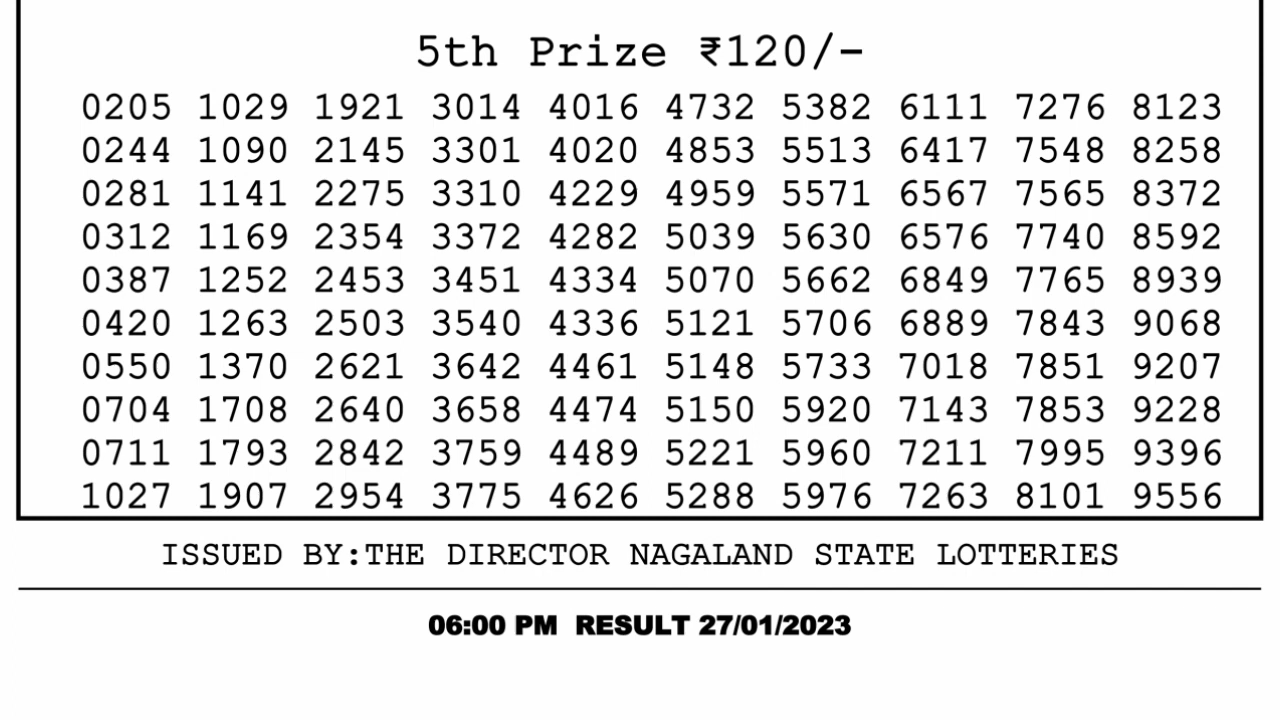 5th Prize ₹120/-
0205 1029 1921 3014 4016 4732 5382 6111 7276 8123
0244 1090 2145 3301 4020 4853 5513 6417 7548 8258
0281 1141 2275 3310 4229 4959 5571 6567 7565 8372
0312 1169 2354 3372 4282 5039 5630 6576 7740 8592
0387 1252 2453 3451 4334 5070 5662 6849 7765 8939
0420 1263 2503 3540 4336 5121 5706 6889 7843 9068
0550 1370 2621 3642 4461 5148 5733 7018 7851 9207
0704 1708 2640 3658 4474 5150 5920 7143 7853 9228
0711 1793 2842 3759 4489 5221 5960 7211 7995 9396
1027 1907 2954 3775 4626 5288 5976 7263 8101 9556
ISSUED BY:THE DIRECTOR NAGALAND STATE LOTTERIES
06:00 PM RESULT 27/01/2023